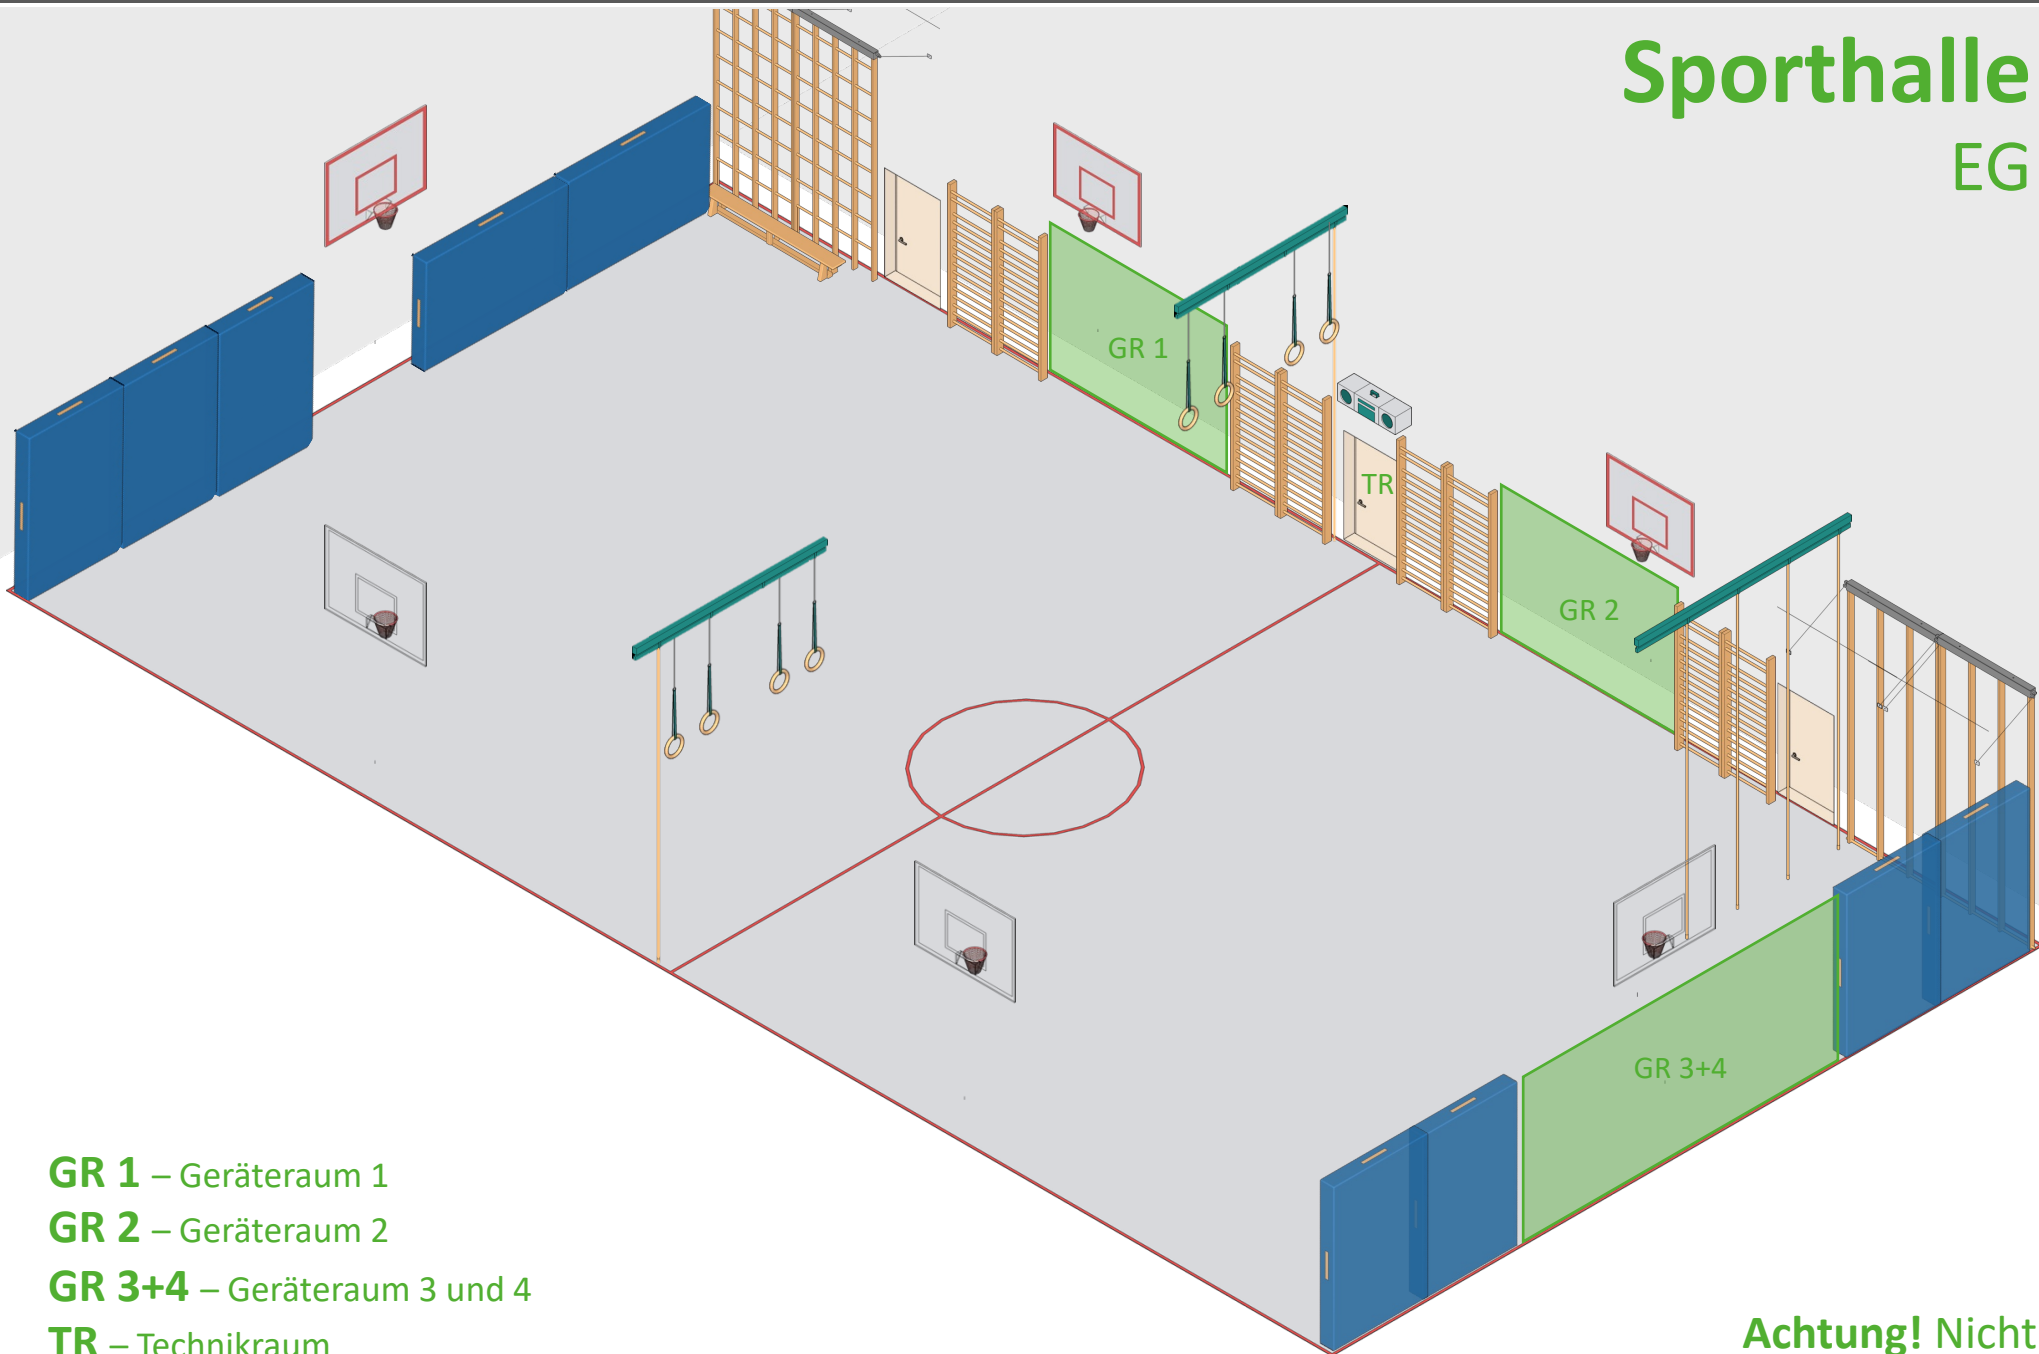 Sporthalle
EG
GR 1
TR
GR 2
GR 3+4
GR 1 – Geräteraum 1
GR 2 – Geräteraum 2
GR 3+4 – Geräteraum 3 und 4
TR – Technikraum
Achtung! Nicht